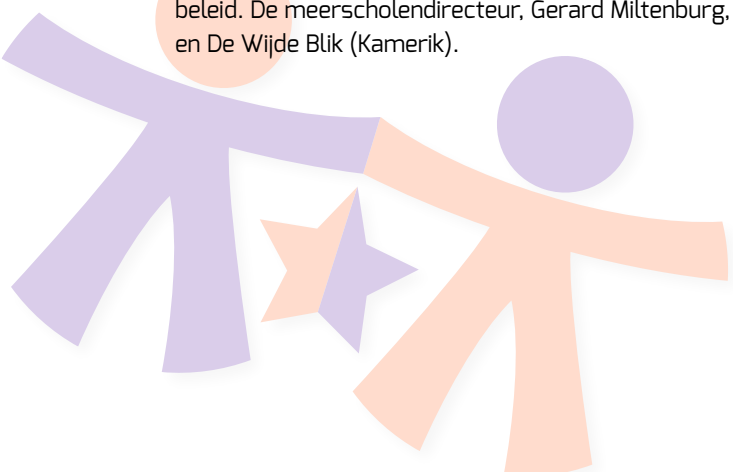 beleid. De meerscholendirecteur, Gerard Miltenburg,
en De Wijde Blik (Kamerik).